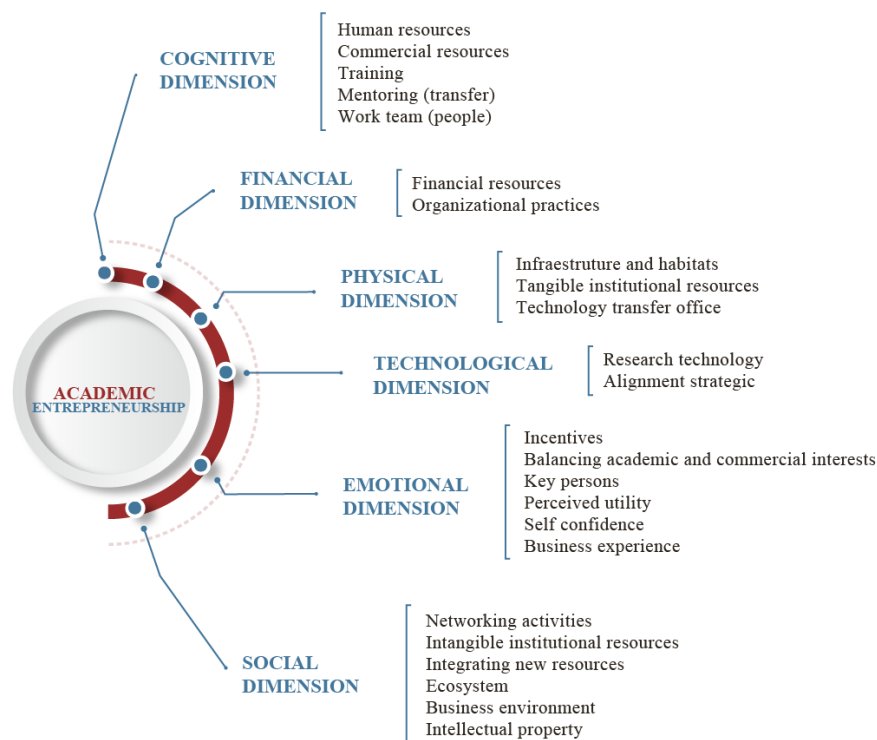 COGNITIVE
DIMENSION
Human resources
Commercial resources
Training
Mentoring (transfer)
Work team (people)
FINANCIAL
DIMENSION
Financial resources
Organizational practices
PHYSICAL
DIMENSION
Infraestruture and habitats
Tangible institutional resources
Technology transfer office
TECHNOLOGICAL
DIMENSION
Research technology
Alignment strategic
ACADEMIC
ENTREPRENEURSHIP
EMOTIONAL
DIMENSION
Incentives
Balancing academic and commercial interests
Key persons
Perceived utility
Self confidence
Business experience
SOCIAL
DIMENSION
Networking activities
Intangible institutional resources
Integrating new resources
Ecosystem
Business environment
Intellectual property